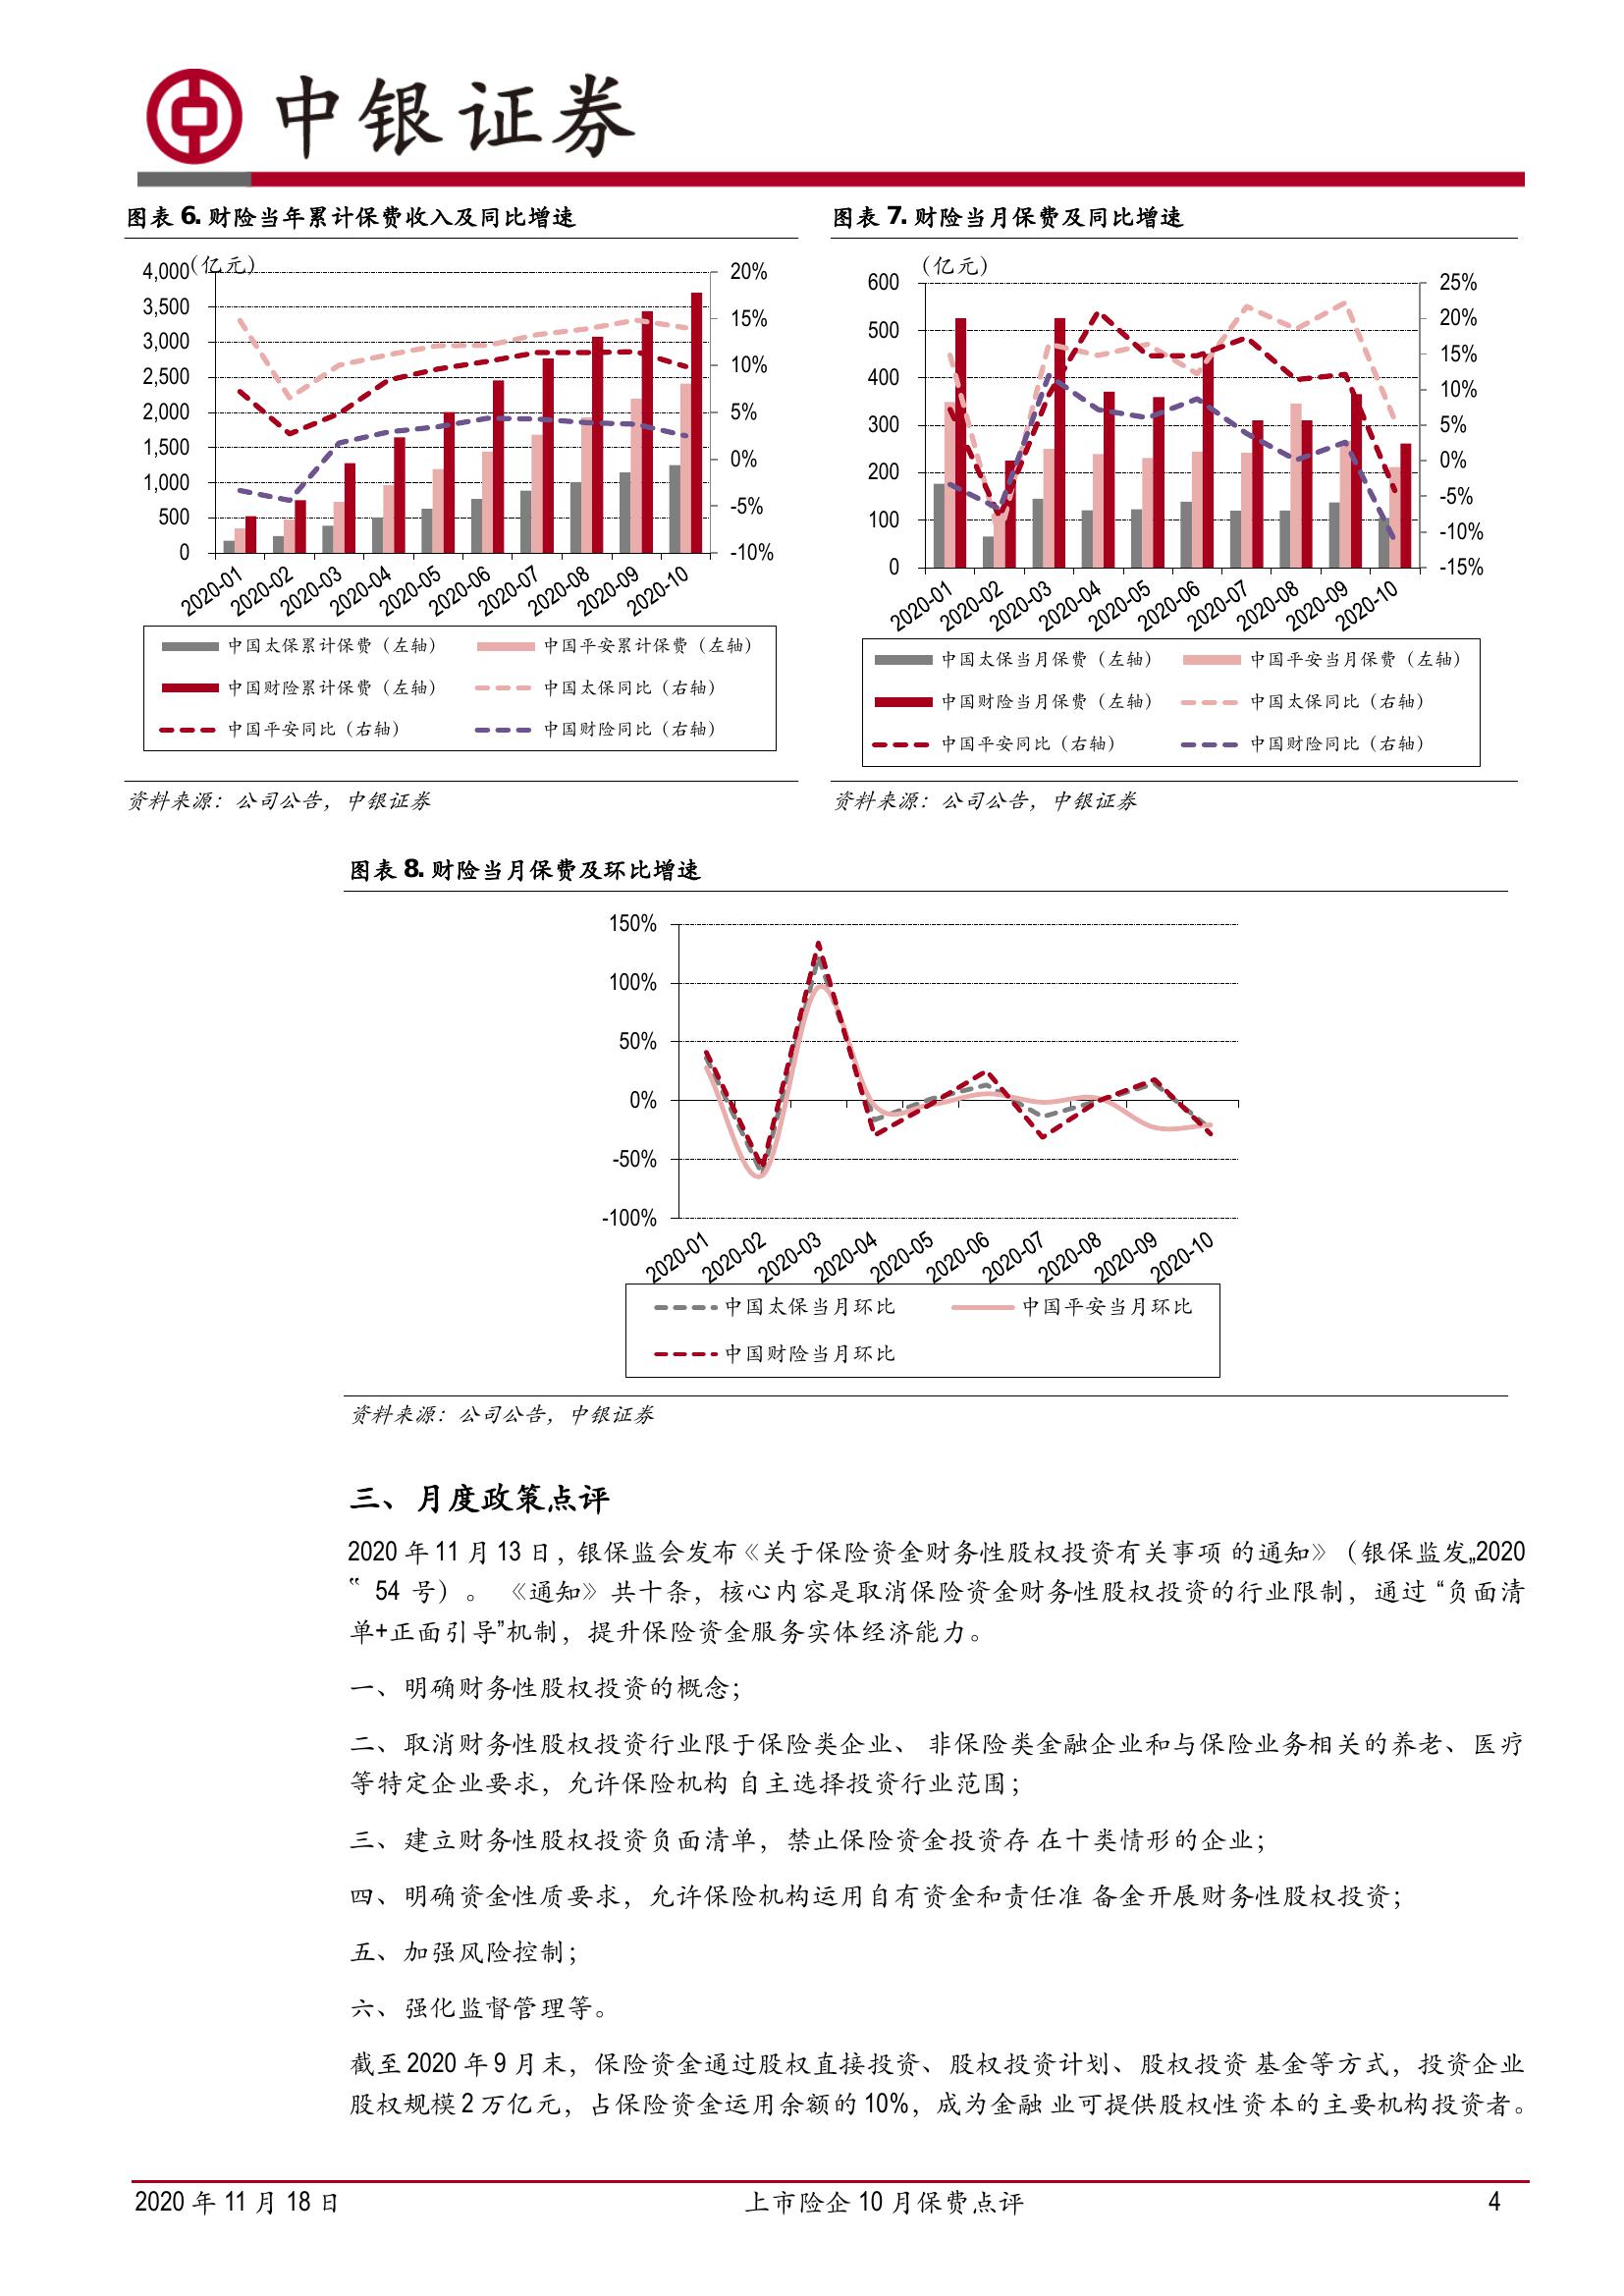 中银证券
图表 6. 财险当年累计保费收入及同比增速
(亿元)
4,000
3,500
3,000
2,500
2,000
1,500
1,000
500
0
20%
15%
10%
5%
0%
-5%
-10%
2020-01
2020-02
2020-03
2020-04
2020-05
2020-06
2020-07
2020-08
2020-09
2020-10
中国太保累计保费（左轴）
中国平安累计保费（左轴）
中国财险累计保费（左轴）
中国太保同比（右轴）
中国平安同比（右轴）
中国财险同比（右轴）
资料来源：公司公告，中银证券
图表 7. 财险当月保费及同比增速
（亿元）
600
500
400
300
200
100
0
25%
20%
15%
10%
5%
0%
-5%
-10%
-15%
2020-01
2020-02
2020-03
2020-04
2020-05
2020-06
2020-07
2020-08
2020-09
2020-10
中国太保当月保费（左轴）
中国平安当月保费（左轴）
中国财险当月保费（左轴）
中国太保同比（右轴）
中国平安同比（右轴）
中国财险同比（右轴）
资料来源：公司公告，中银证券
图表 8. 财险当月保费及环比增速
150%
100%
50%
0%
-50%
-100%
2020-01
2020-02
2020-03
2020-04
2020-05
2020-06
2020-07
2020-08
2020-09
2020-10
中国太保当月环比
中国平安当月环比
中国财险当月环比
资料来源：公司公告，中银证券
三、月度政策点评
2020 年 11 月 13 日，银保监会发布《关于保险资金财务性股权投资有关事项 的通知》（银保监发„2020
‟ 54 号）。 《通知》共十条，核心内容是取消保险资金财务性股权投资的行业限制，通过 “负面清
单+正面引导”机制，提升保险资金服务实体经济能力。
一、明确财务性股权投资的概念；
二、取消财务性股权投资行业限于保险类企业、 非保险类金融企业和与保险业务相关的养老、医疗
等特定企业要求，允许保险机构 自主选择投资行业范围；
三、建立财务性股权投资负面清单，禁止保险资金投资存 在十类情形的企业；
四、明确资金性质要求，允许保险机构运用自有资金和责任准 备金开展财务性股权投资；
五、加强风险控制；
六、强化监督管理等。
截至 2020 年 9 月末，保险资金通过股权直接投资、股权投资计划、股权投资 基金等方式，投资企业
股权规模 2 万亿元，占保险资金运用余额的 10%，成为金融 业可提供股权性资本的主要机构投资者。
2020 年 11 月 18 日
上市险企 10 月保费点评
4